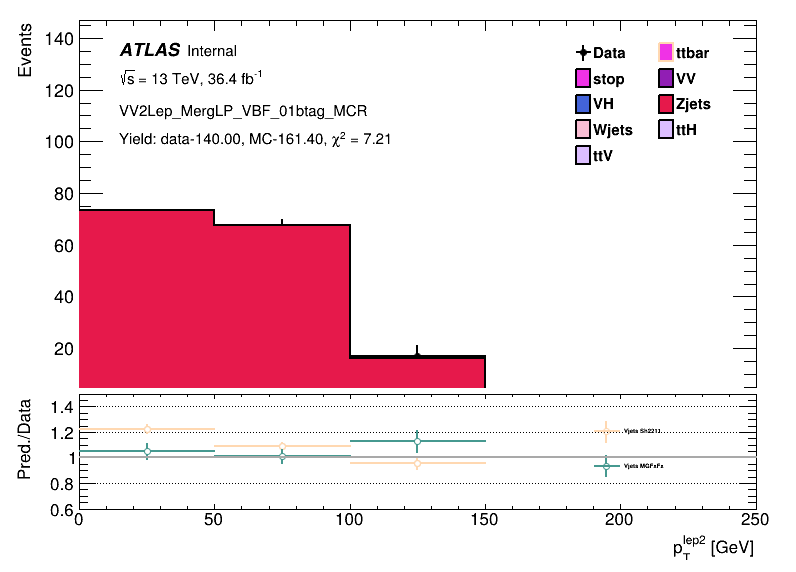 Events
140
120
100
80
60
40
20
ATLAS Internal
√s = 13 TeV, 36.4 fb⁻¹
VV2Lep_MergLP_VBF_01btag_MCR
Yield: data-140.00, MC-161.40, χ² = 7.21
Data
ttbar
stop
VV
VH
Zjets
Wjets
ttH
ttV
Pred./Data
1.4
1.2
1
0.8
0.6
Vjets Sh2211
Vjets MGFxFx
0 50 100 150 200 250
p_T^lep2 [GeV]